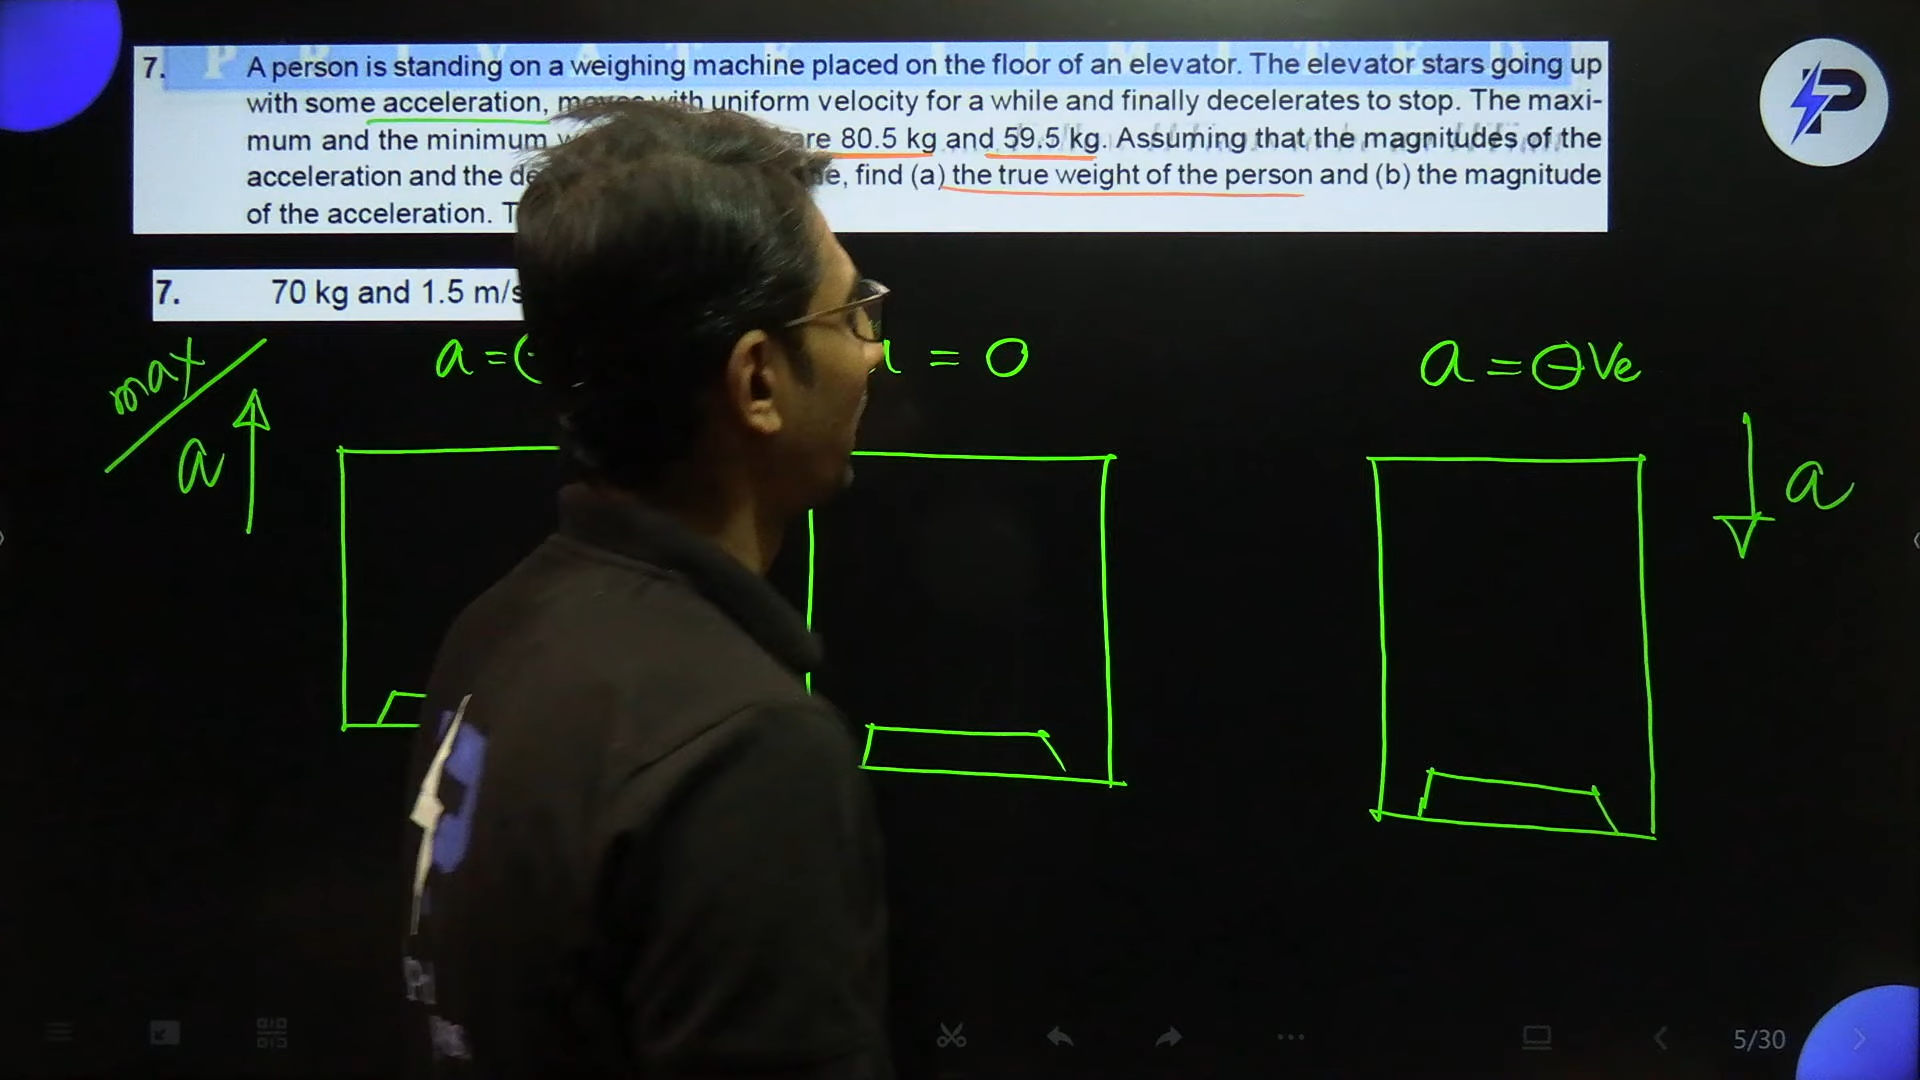 7. A person is standing on a weighing machine placed on the floor of an elevator. The elevator stars going up
with some acceleration, moves with uniform velocity for a while and finally decelerates to stop. The maxi-
mum and the minimum are 80.5 kg and 59.5 kg. Assuming that the magnitudes of the
acceleration and the find (a) the true weight of the person and (b) the magnitude
of the acceleration.
7. 70 kg and 1.5 m/s
max
a
a = (
= 0
a = ⊖ve
a
5/30